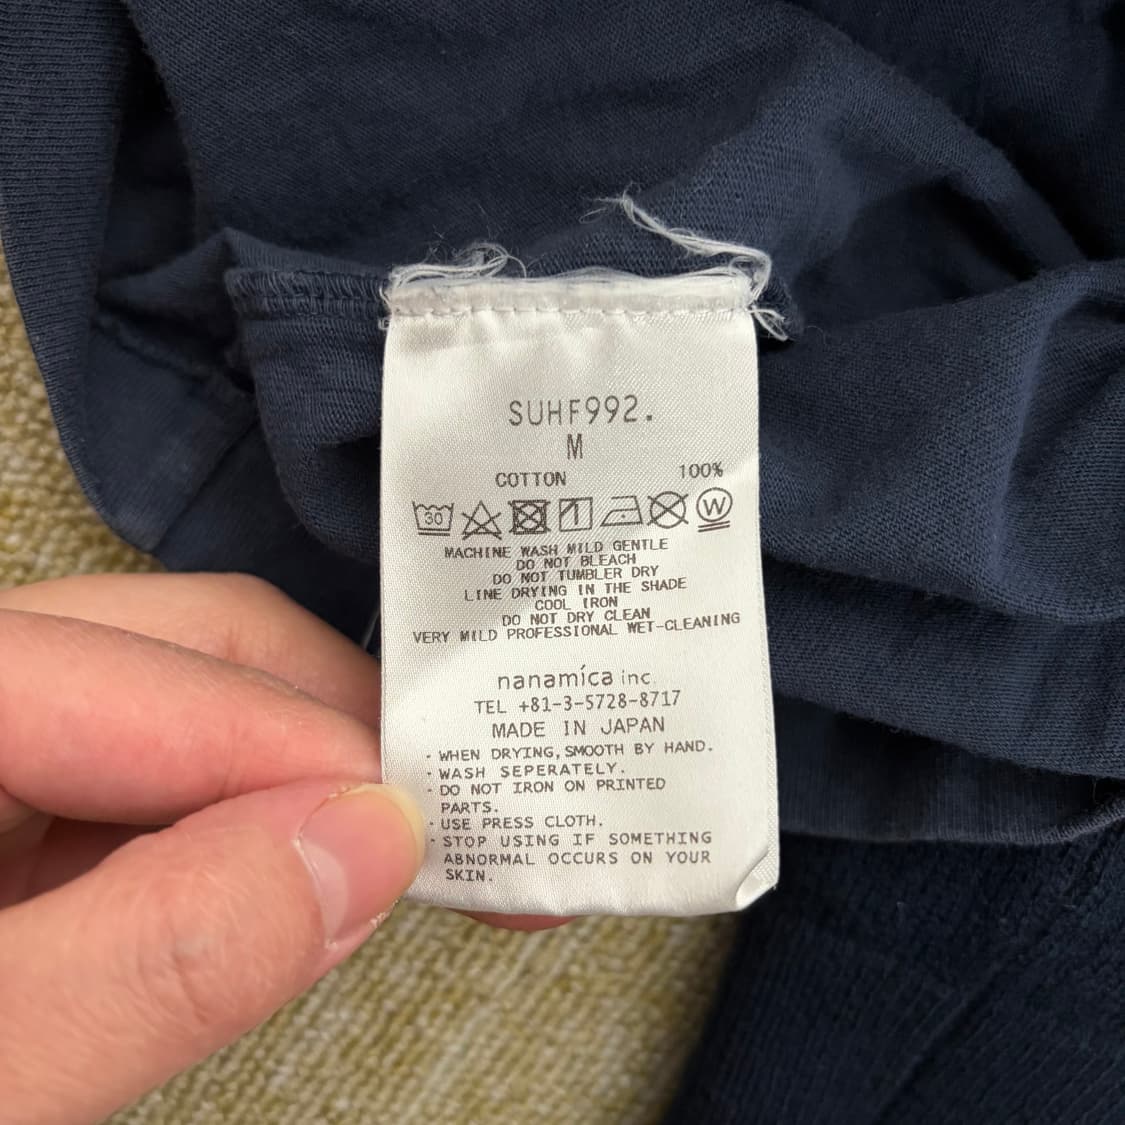 SUHF992.
M
COTTON 100%
30 W
MACHINE WASH MILD GENTLE
DO NOT BLEACH
DO NOT TUMBLER DRY
LINE DRYING IN THE SHADE
COOL IRON
DO NOT DRY CLEAN
VERY MILD PROFESSIONAL WET-CLEANING
nanamíca inc.
TEL +81-3-5728-8717
MADE IN JAPAN
· WHEN DRYING, SMOOTH BY HAND.
· WASH SEPERATELY.
· DO NOT IRON ON PRINTED
PARTS.
· USE PRESS CLOTH.
· STOP USING IF SOMETHING
ABNORMAL OCCURS ON YOUR
SKIN.